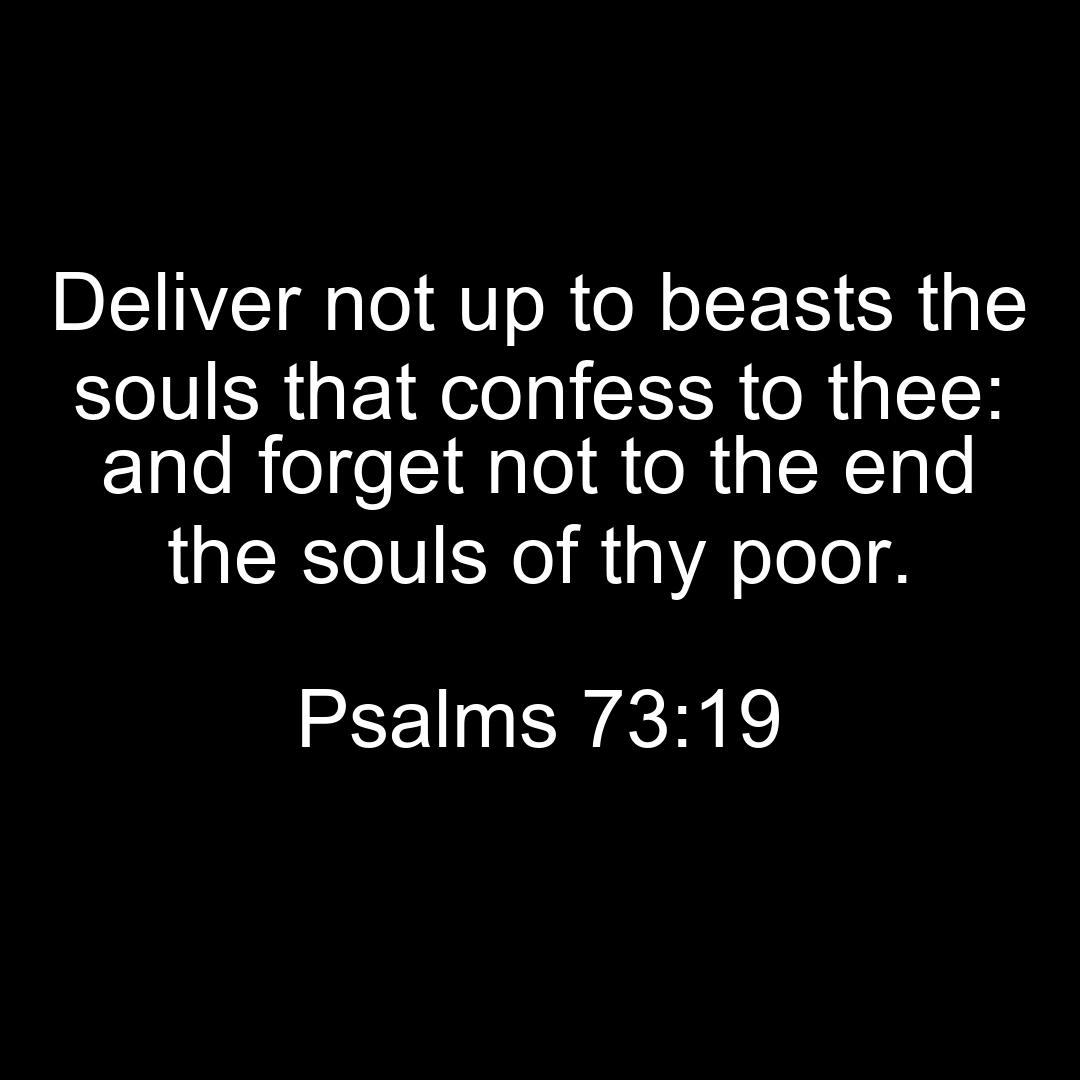 Deliver not up to beasts the
souls that confess to thee:
and forget not to the end
the souls of thy poor.
Psalms 73:19